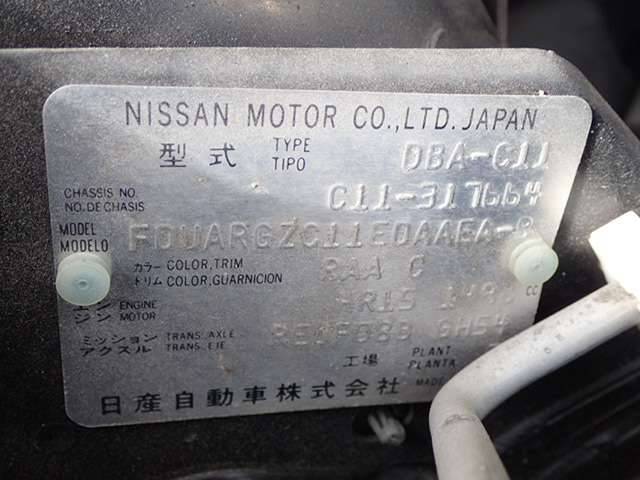 NISSAN MOTOR CO.,LTD.JAPAN
型式 TYPE TIPO DBA-C11
CHASSIS NO. NO.DE CHASIS C11-317664
MODEL MODELO
カラー COLOR,TRIM トリム COLOR,GUARNICION RAA C
エンジン ENGINE MOTOR HR15 CC
ミッション TRANS. アクスル TRANS. AXLE EJE
工場 PLANT PLANTA
日産自動車株式会社 MADE